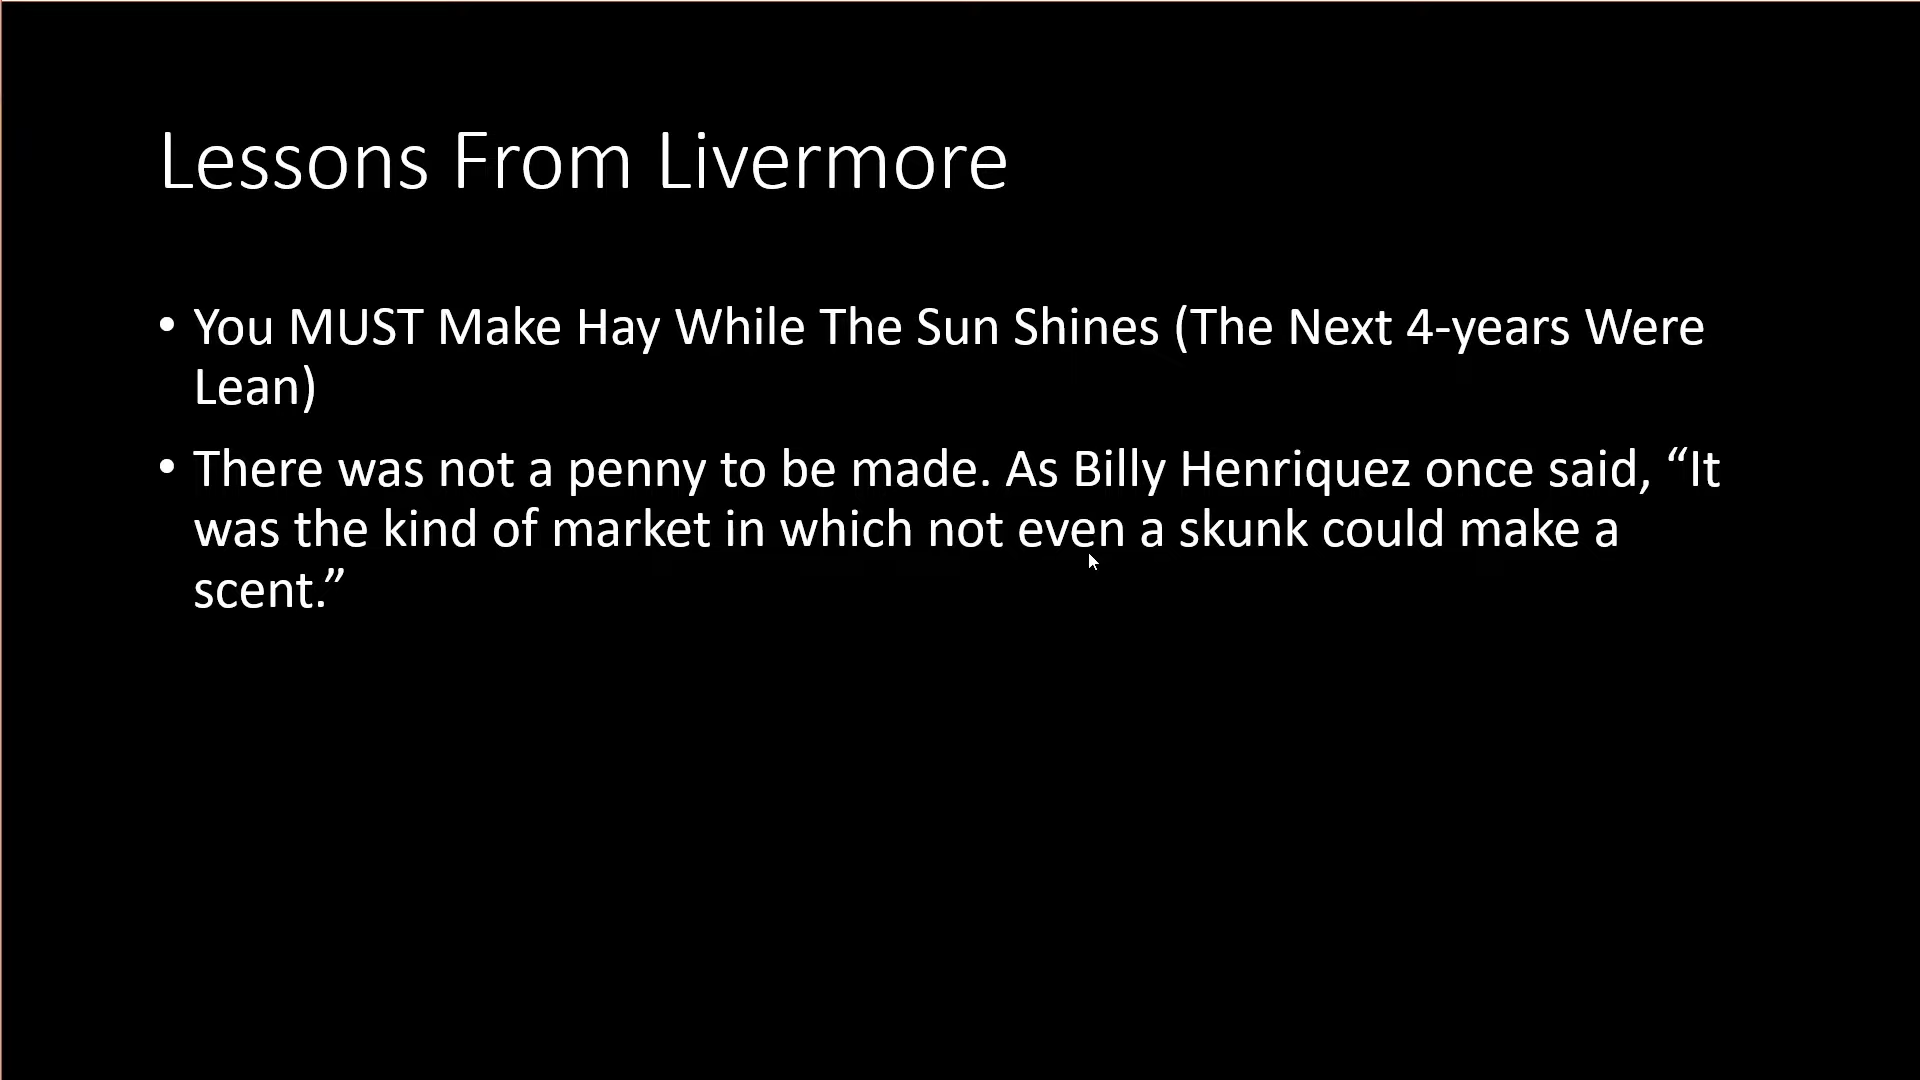 Lessons From Livermore
• You MUST Make Hay While The Sun Shines (The Next 4-years Were
Lean)
• There was not a penny to be made. As Billy Henriquez once said, “It
was the kind of market in which not even a skunk could make a
scent.”